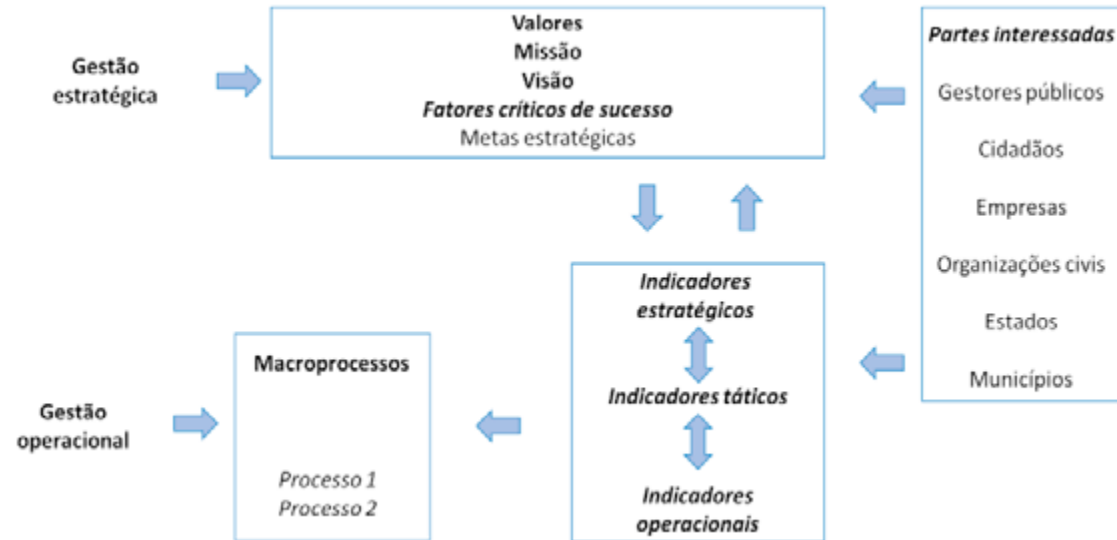 Gestão
estratégica
Valores
Missão
Visão
Fatores críticos de sucesso
Metas estratégicas
Partes interessadas
Gestores públicos
Cidadãos
Empresas
Organizações civis
Estados
Municípios
Indicadores
estratégicos
Indicadores táticos
Indicadores
operacionais
Gestão
operacional
Macroprocessos
Processo 1
Processo 2